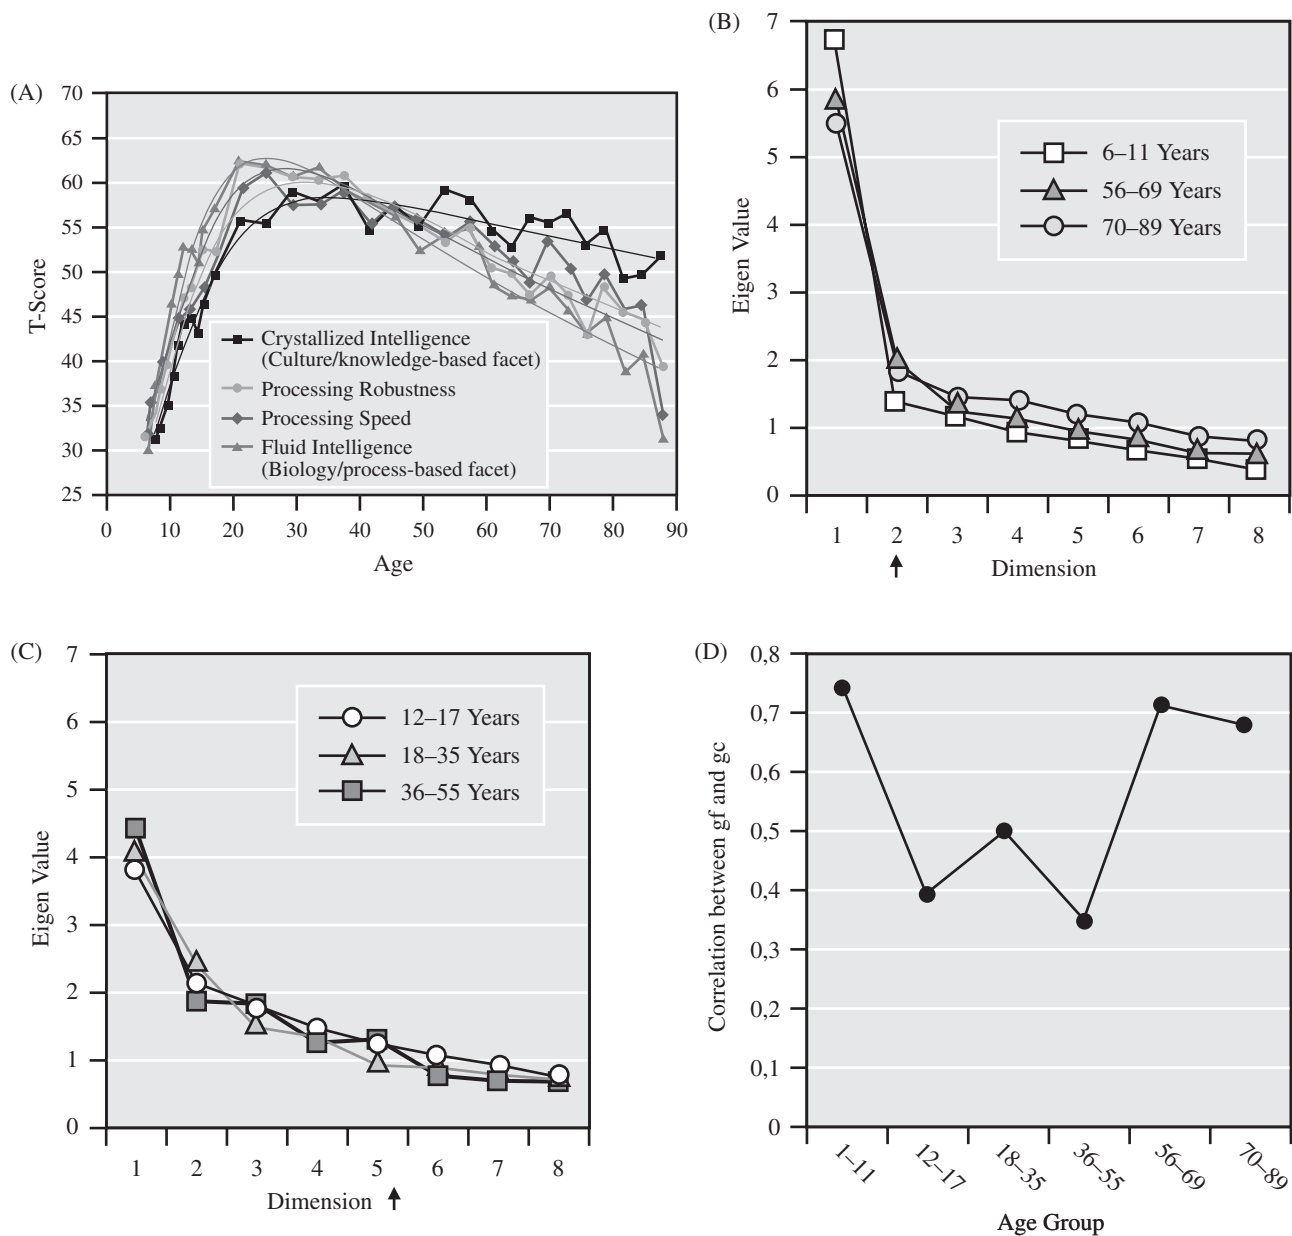 (A)
70
65
60
55
50
45
40
35
30
25
T-Score
Crystallized Intelligence
(Culture/knowledge-based facet)
Processing Robustness
Processing Speed
Fluid Intelligence
(Biology/process-based facet)
0 10 20 30 40 50 60 70 80 90
Age
(B)
7
6
5
4
3
2
1
0
Eigen Value
6–11 Years
56–69 Years
70–89 Years
1 2 3 4 5 6 7 8
Dimension
(C)
7
6
5
4
3
2
1
0
Eigen Value
12–17 Years
18–35 Years
36–55 Years
1 2 3 4 5 6 7 8
Dimension
(D)
0,8
0,7
0,6
0,5
0,4
0,3
0,2
0,1
0
Correlation between gf and gc
1–11 12–17 18–35 36–55 56–69 70–89
Age Group